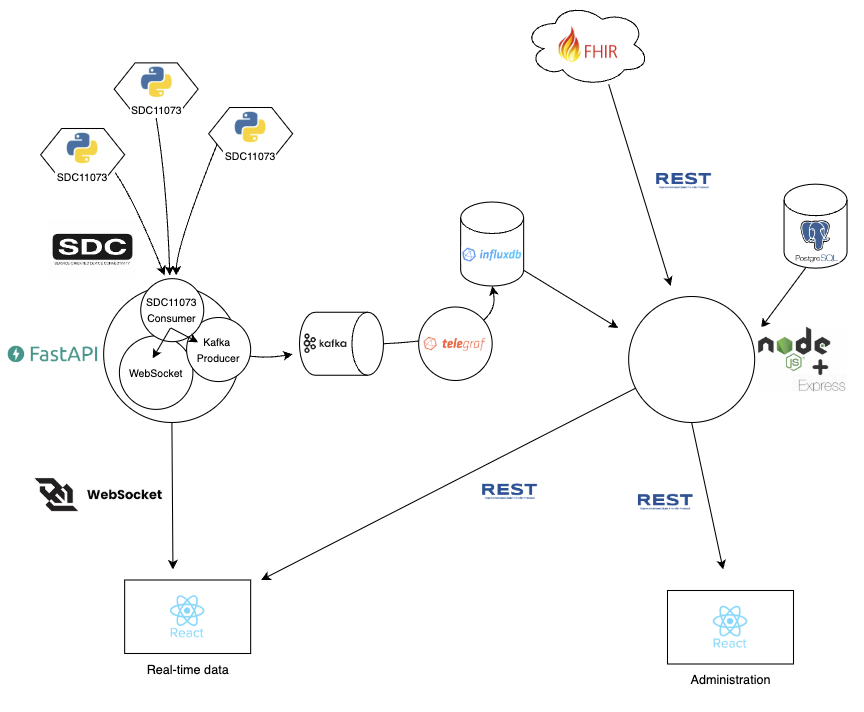 FHIR
SDC11073
SDC11073
SDC11073
REST
SDC
influxdb
PostgreSQL
SDC11073
Consumer
Kafka
Producer
WebSocket
FastAPI
kafka
telegraf
node
JS
+
Express
WebSocket
REST
REST
React
Real-time data
React
Administration